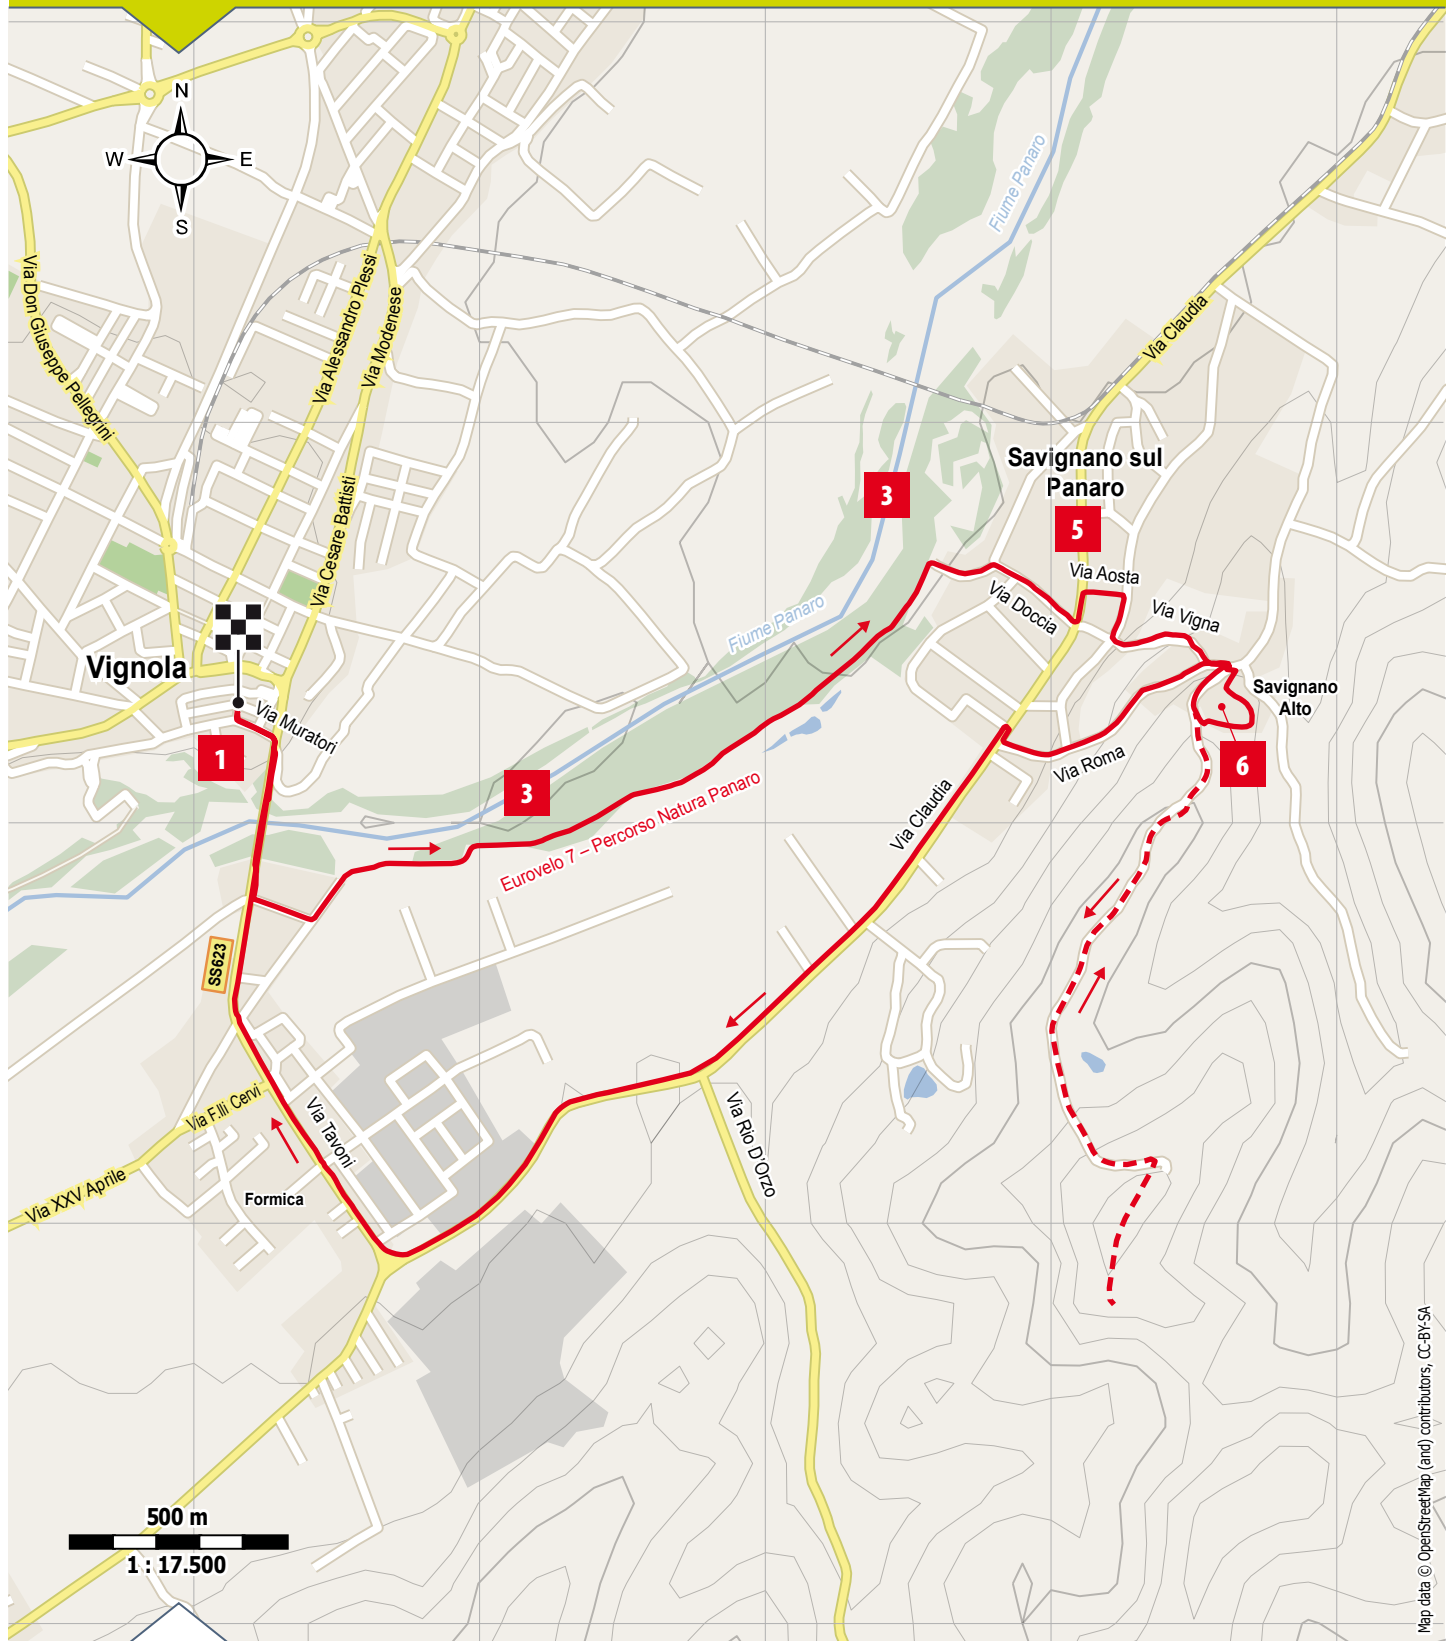 N
W
E
S
Via Don Giuseppe Pellegrini
Via Alessandro Plessi
Via Modenese
Via Cesare Battisti
Fiume Panaro
Via Claudia
Savignano sul
Panaro
3
5
Via Aosta
Via Doccia
Via Vigna
Fiume Panaro
Vignola
Via Muratori
1
3
Savignano
Alto
6
Via Roma
Via Claudia
Eurovelo 7 – Percorso Natura Panaro
SS623
Via F.lli Cervi
Via Tavoni
Via XXV Aprile
Formica
Via Rio D'Orzo
500 m
1 : 17.500
Map data © OpenStreetMap (and) contributors, CC-BY-SA